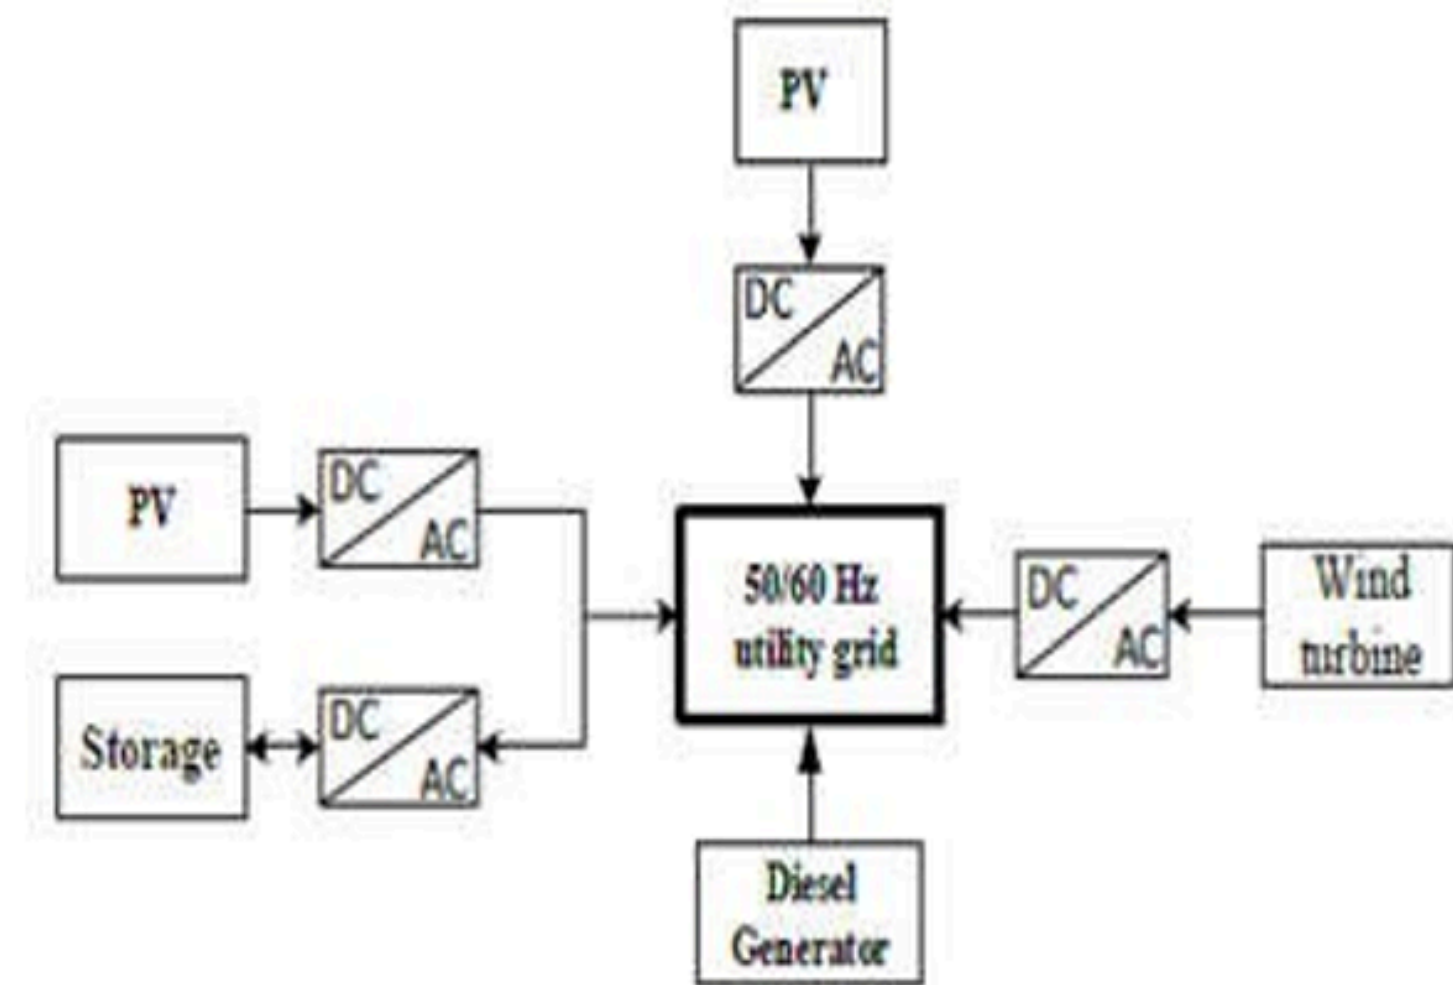 PV
DC
AC
PV
DC
AC
50/60 Hz
utility grid
DC
AC
Wind
turbine
Storage
DC
AC
Diesel
Generator